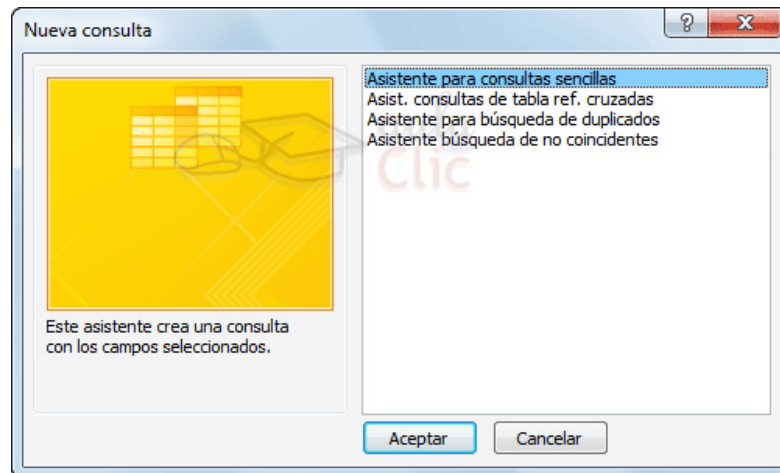 Nueva consulta
Asistente para consultas sencillas
Asist. consultas de tabla ref. cruzadas
Asistente para búsqueda de duplicados
Asistente búsqueda de no coincidentes
Clic
Este asistente crea una consulta
con los campos seleccionados.
Aceptar
Cancelar